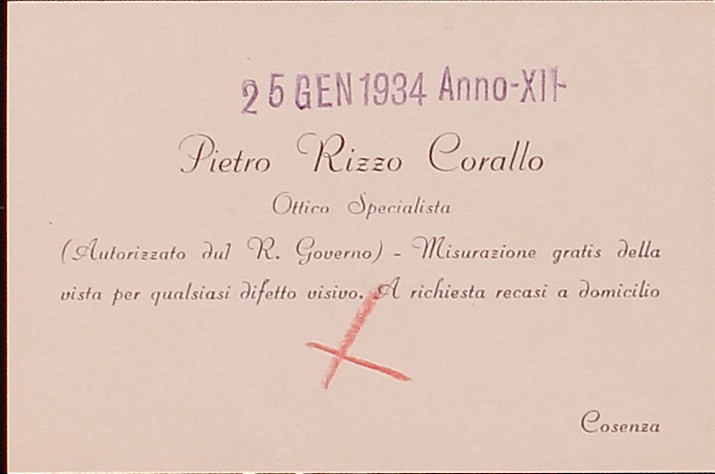 25 GEN 1934 Anno-XII-
Pietro Rizzo Corallo
Ottico Specialista
(Autorizzato dul R. Governo) - Misurazione gratis della
vista per qualsiasi difetto visivo. A richiesta recasi a domicilio
Cosenza